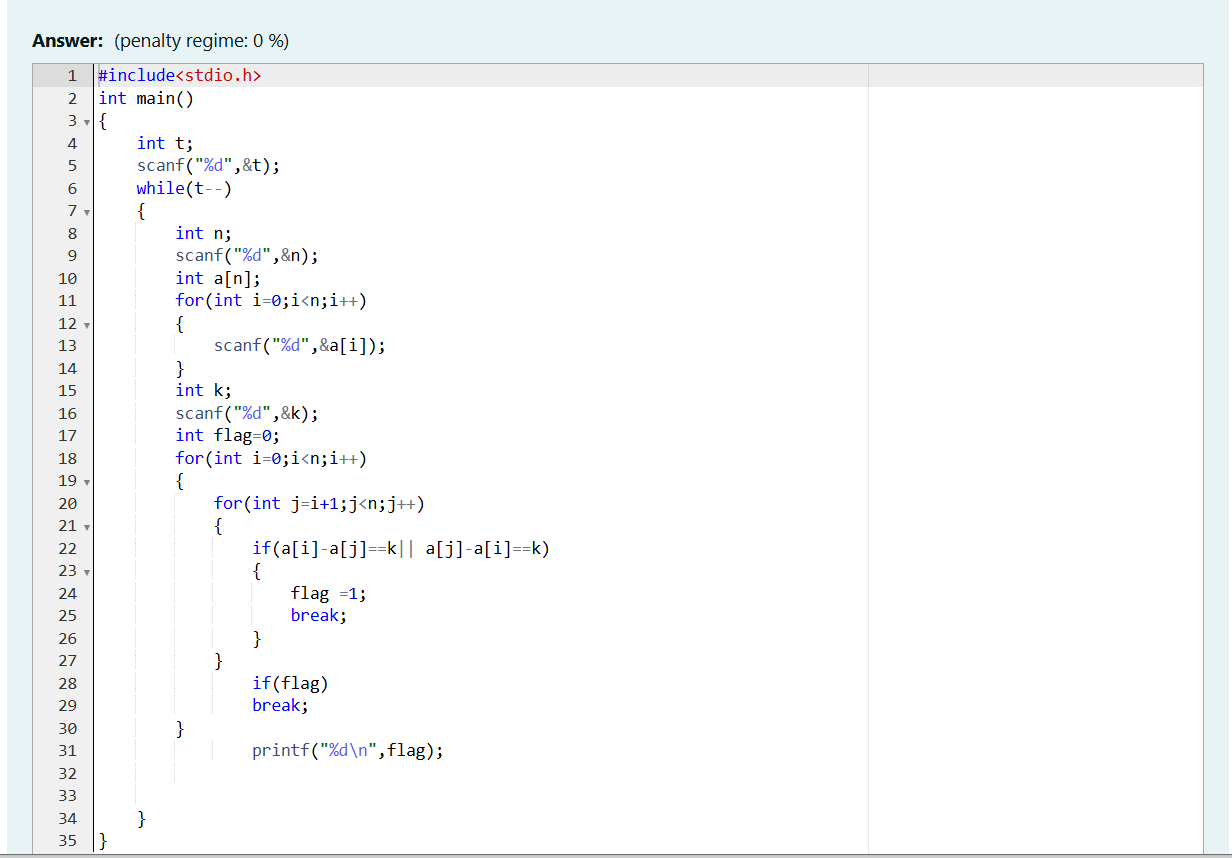 Answer: (penalty regime: 0 %)
1 #include<stdio.h>
2 int main()
3 {
4     int t;
5     scanf("%d",&t);
6     while(t--)
7     {
8         int n;
9         scanf("%d",&n);
10         int a[n];
11         for(int i=0;i<n;i++)
12         {
13             scanf("%d",&a[i]);
14         }
15         int k;
16         scanf("%d",&k);
17         int flag=0;
18         for(int i=0;i<n;i++)
19         {
20             for(int j=i+1;j<n;j++)
21             {
22                 if(a[i]-a[j]==k|| a[j]-a[i]==k)
23                 {
24                     flag =1;
25                     break;
26                 }
27             }
28                 if(flag)
29                 break;
30         }
31                 printf("%d\n",flag);
32
33
34     }
35 }